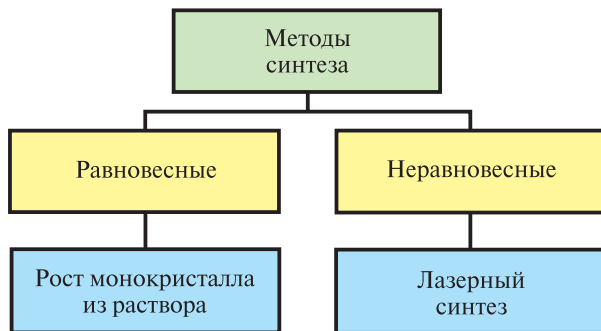 Методы
синтеза
Равновесные
Неравновесные
Рост монокристалла
из раствора
Лазерный
синтез